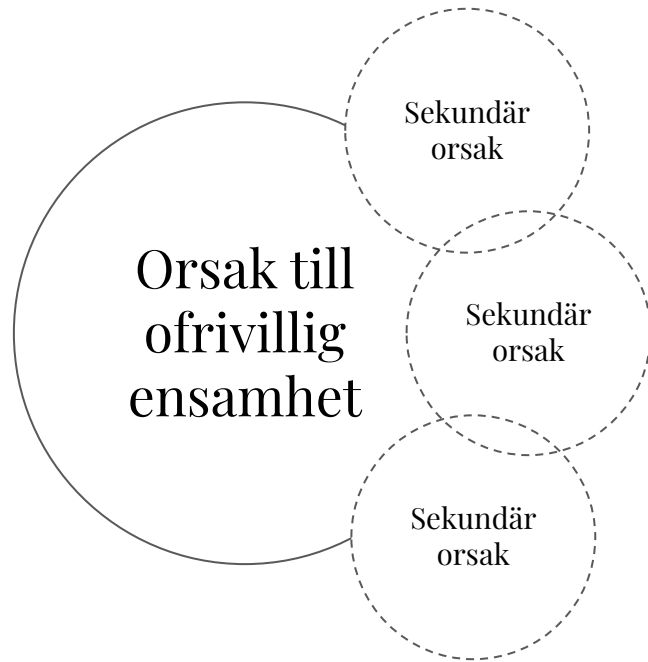 Orsak till
ofrivillig
ensamhet
Sekundär
orsak
Sekundär
orsak
Sekundär
orsak